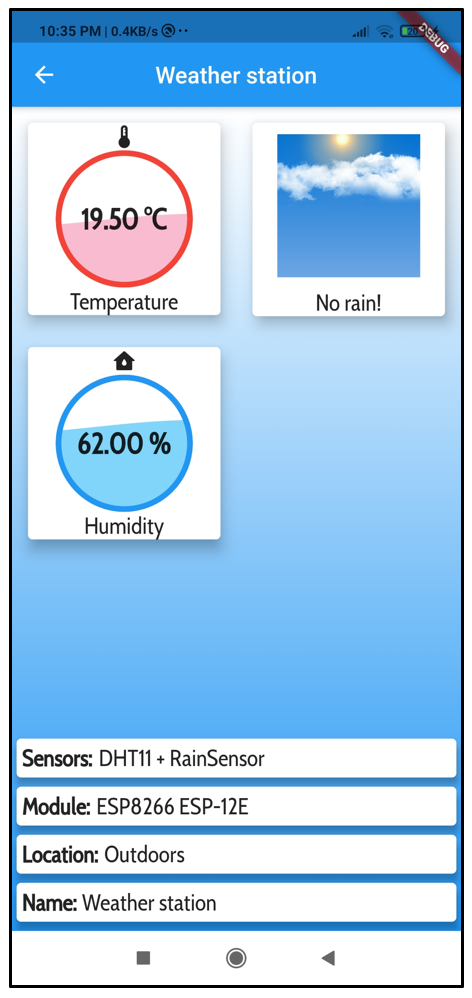 10:35 PM | 0.4KB/s
20
DEBUG
Weather station
19.50 °C
Temperature
No rain!
62.00 %
Humidity
Sensors: DHT11 + RainSensor
Module: ESP8266 ESP-12E
Location: Outdoors
Name: Weather station